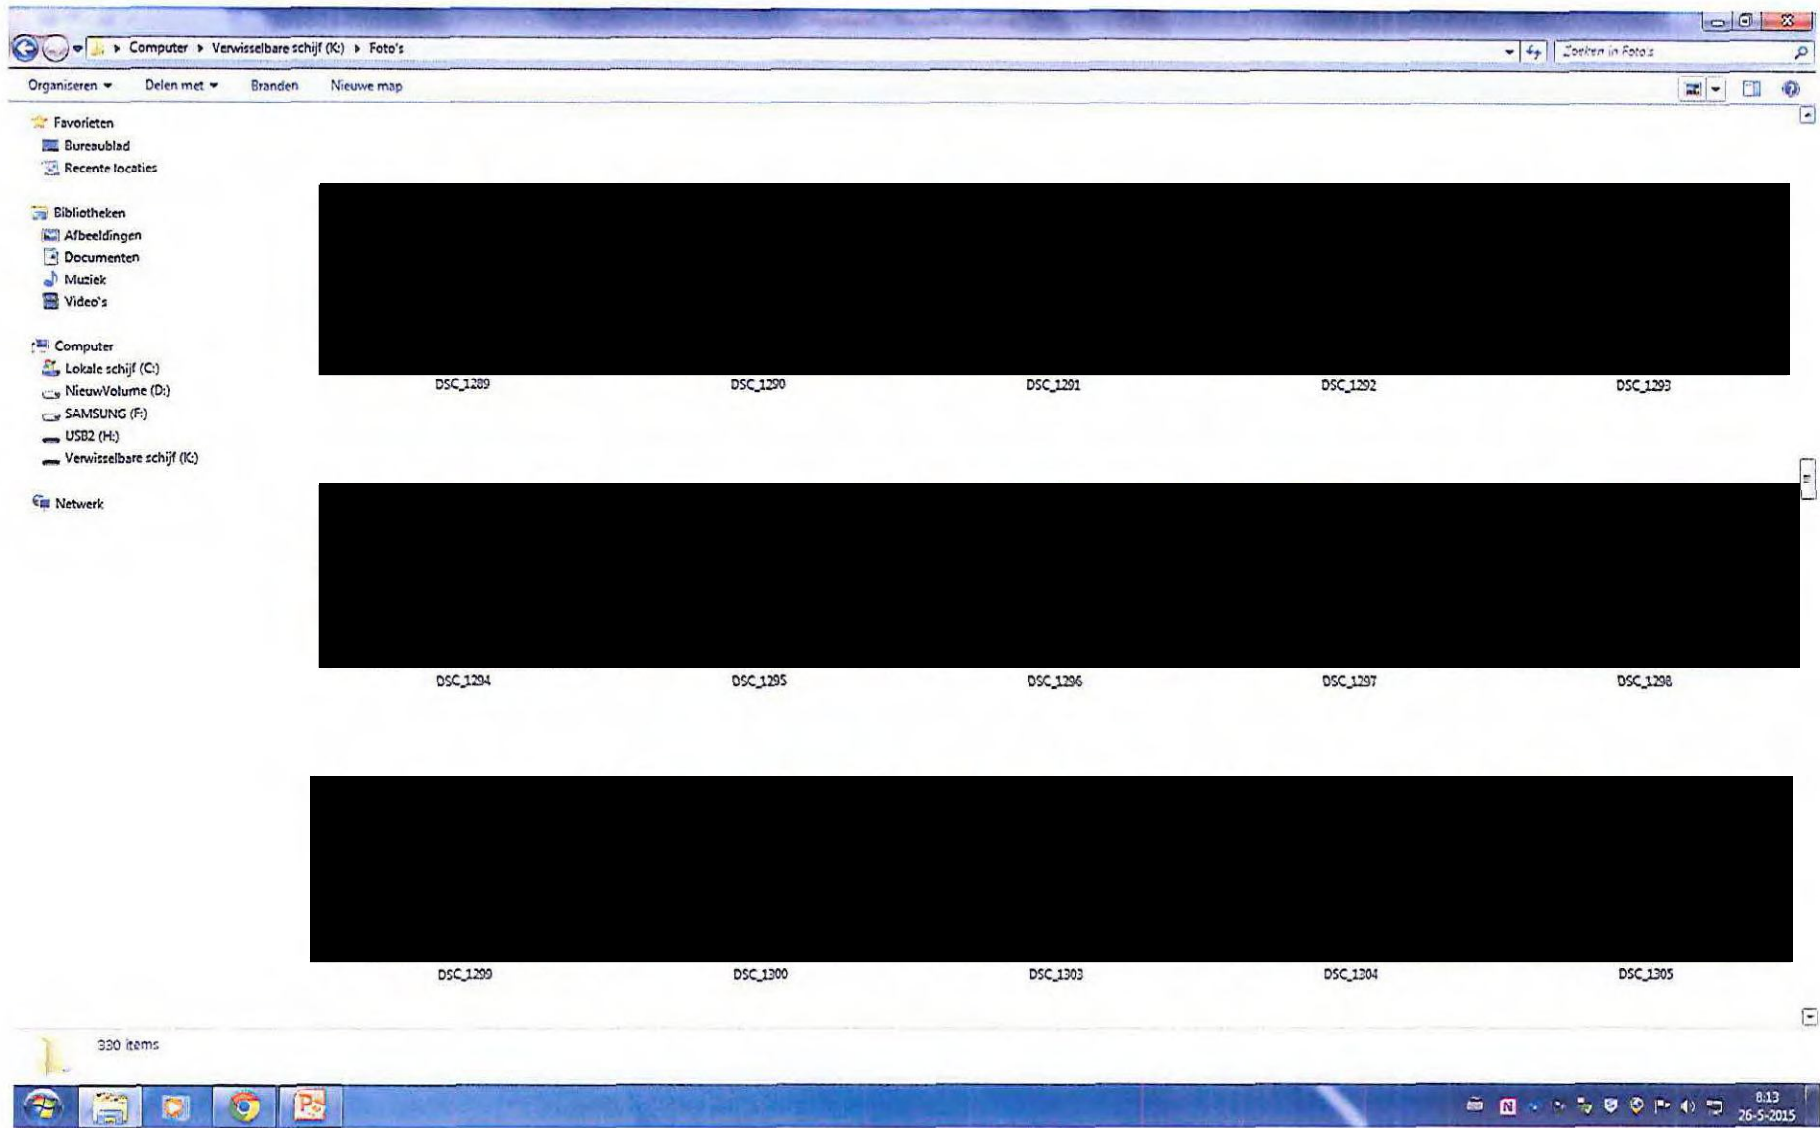 Computer ▸ Verwisselbare schijf (K:) ▸ Foto's
Zoeken in Foto's
Organiseren Delen met Branden Nieuwe map
Favorieten
Bureaublad
Recente locaties
Bibliotheken
Afbeeldingen
Documenten
Muziek
Video's
Computer
Lokale schijf (C:)
NieuwVolume (D:)
SAMSUNG (F:)
USB2 (H:)
Verwisselbare schijf (K:)
Netwerk
DSC_1289 DSC_1290 DSC_1291 DSC_1292 DSC_1293
DSC_1294 DSC_1295 DSC_1296 DSC_1297 DSC_1298
DSC_1299 DSC_1300 DSC_1303 DSC_1304 DSC_1305
330 items
8:13
26-5-2015